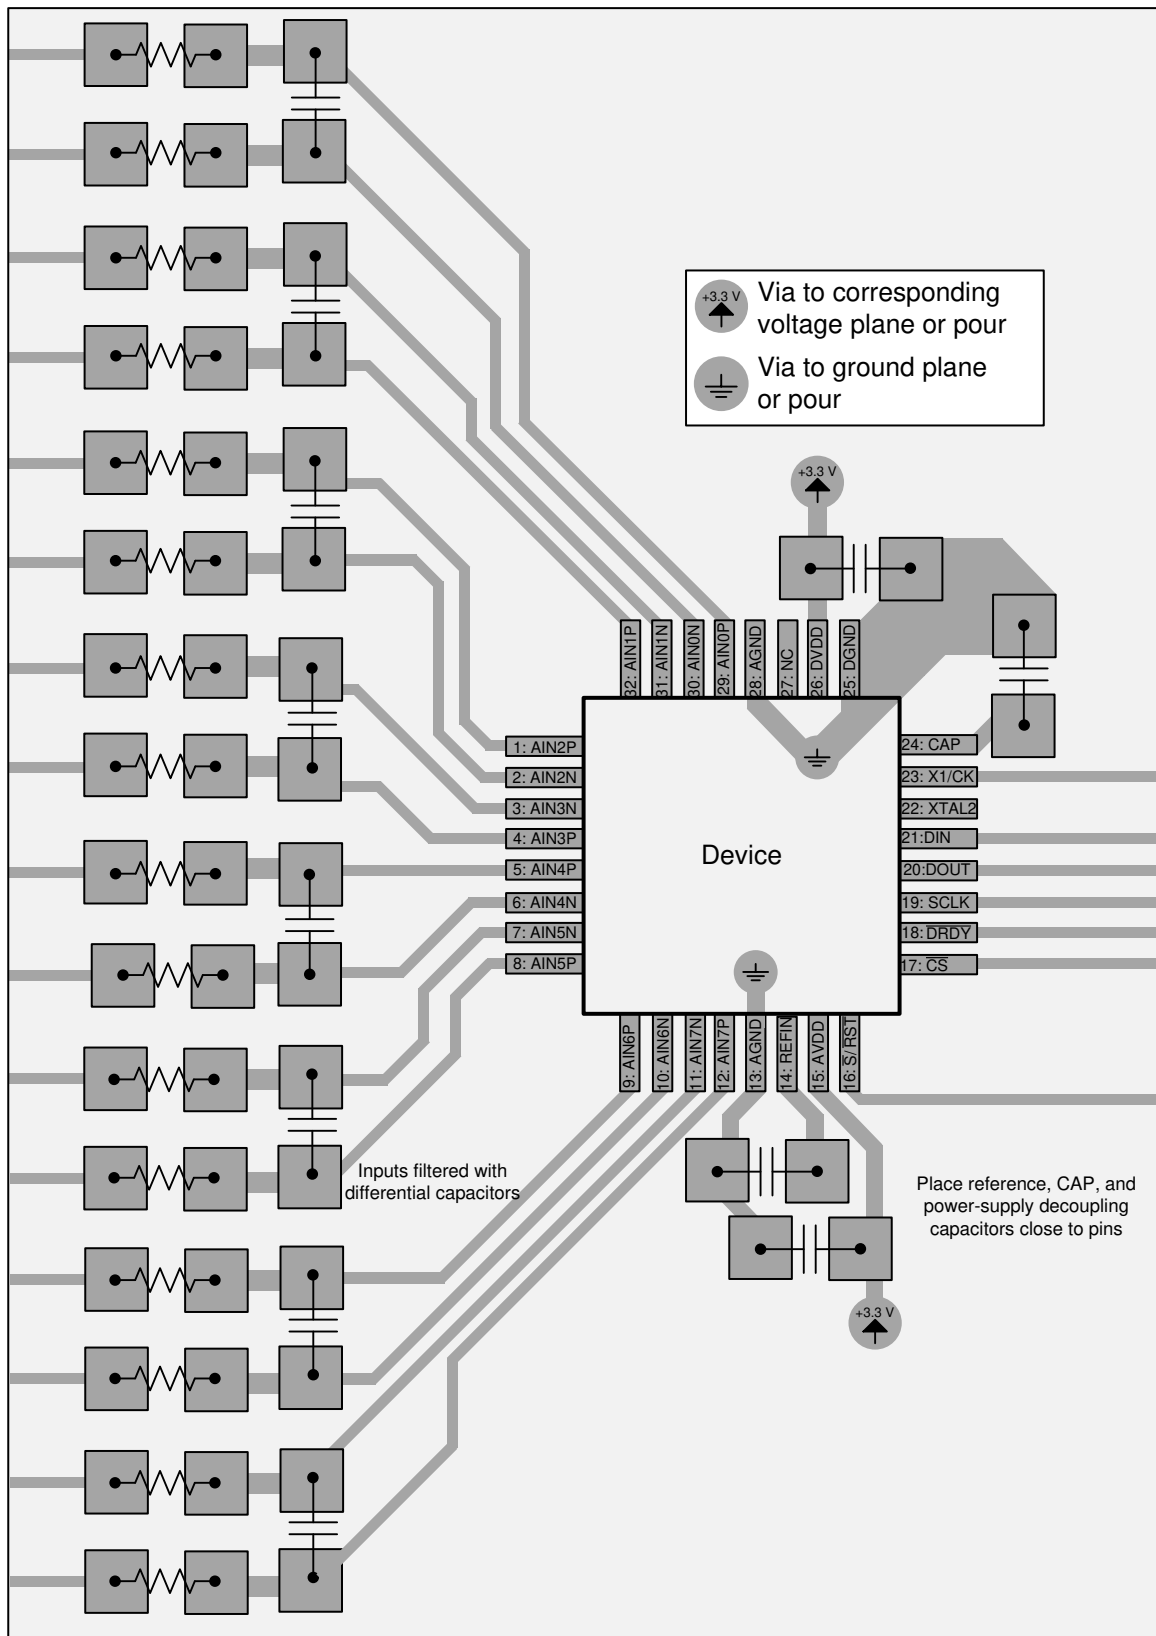 +3.3 V
Via to corresponding
voltage plane or pour
Via to ground plane
or pour
+3.3 V
32: AIN1P
31: AIN1N
30: AIN0N
29: AIN0P
28: AGND
27: NC
26: DVDD
25: DGND
1: AIN2P
2: AIN2N
3: AIN3N
4: AIN3P
5: AIN4P
6: AIN4N
7: AIN5N
8: AIN5P
Device
24: CAP
23: X1/CK
22: XTAL2
21:DIN
20:DOUT
19: SCLK
18: D̅R̅D̅Y̅
17: C̅S̅
9: AIN6P
10: AIN6N
11: AIN7N
12: AIN7P
13: AGND
14: REFIN
15: AVDD
16: S̅/R̅S̅T̅
Inputs filtered with
differential capacitors
Place reference, CAP, and
power-supply decoupling
capacitors close to pins
+3.3 V